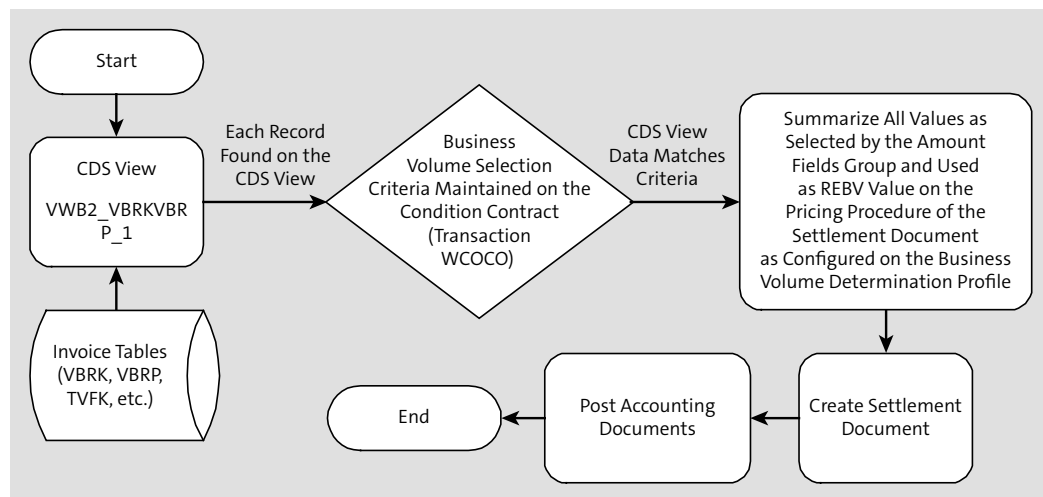 Start
CDS View
VWB2_VBRKVBR
P_1
Invoice Tables
(VBRK, VBRP,
TVFK, etc.)
Each Record
Found on the
CDS View
Business
Volume Selection
Criteria Maintained on the
Condition Contract
(Transaction
WCOCO)
CDS View
Data Matches
Criteria
Summarize All Values as
Selected by the Amount
Fields Group and Used
as REBV Value on the
Pricing Procedure of the
Settlement Document
as Configured on the Business
Volume Determination Profile
Create Settlement
Document
Post Accounting
Documents
End